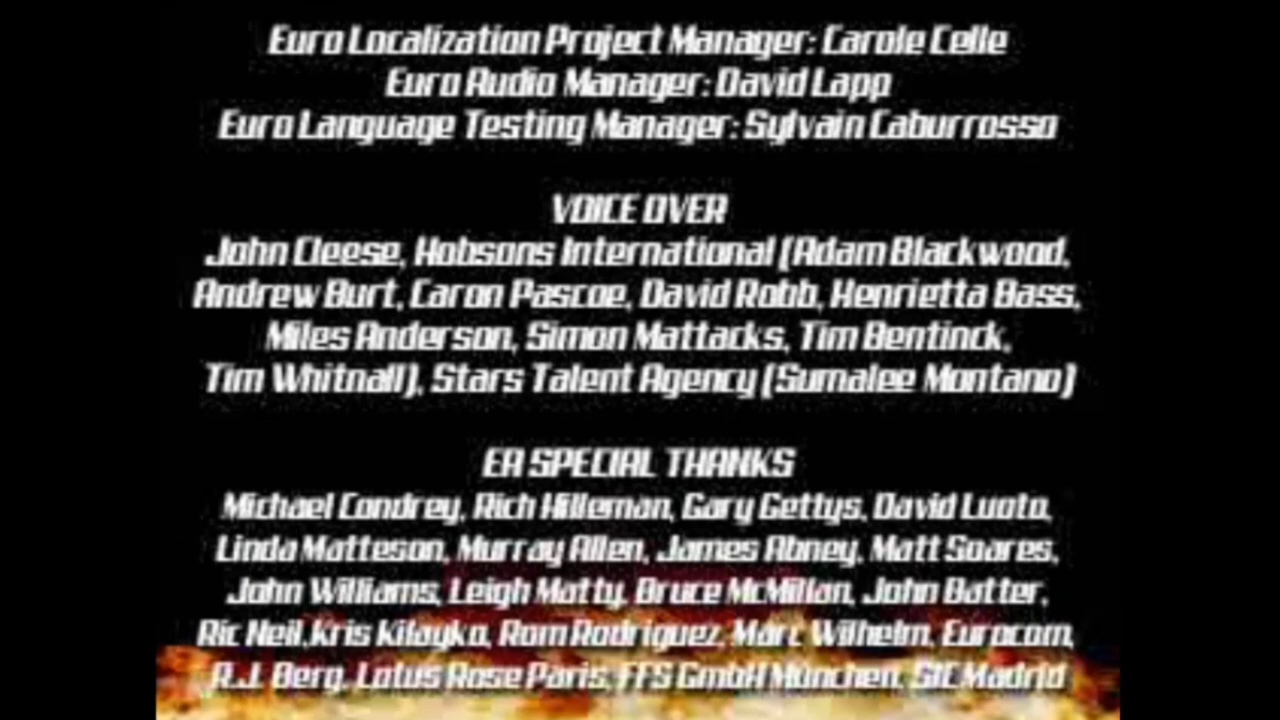 Euro Localization Project Manager: Carole Celle
Euro Audio Manager: David Lapp
Euro Language Testing Manager: Sylvain Caburrosso
VOICE OVER
John Cleese, Hobsons International (Adam Blackwood,
Andrew Burt, Caron Pascoe, David Robb, Henrietta Bass,
Miles Anderson, Simon Mattacks, Tim Bentinck,
Tim Whitnall), Stars Talent Agency (Sumalee Montano)
EA SPECIAL THANKS
Michael Condrey, Rich Hilleman, Gary Gettys, David Luoto,
Linda Matteson, Murray Allen, James Abney, Matt Soares,
John Williams, Leigh Matty, Bruce McMillan, John Batter,
Ric Neil,Kris Kilayko, Rom Rodriguez, Marc Wilhelm, Eurocom,
R.J. Berg, Lotus Rose Paris, FFS GmbH München, SIC Madrid